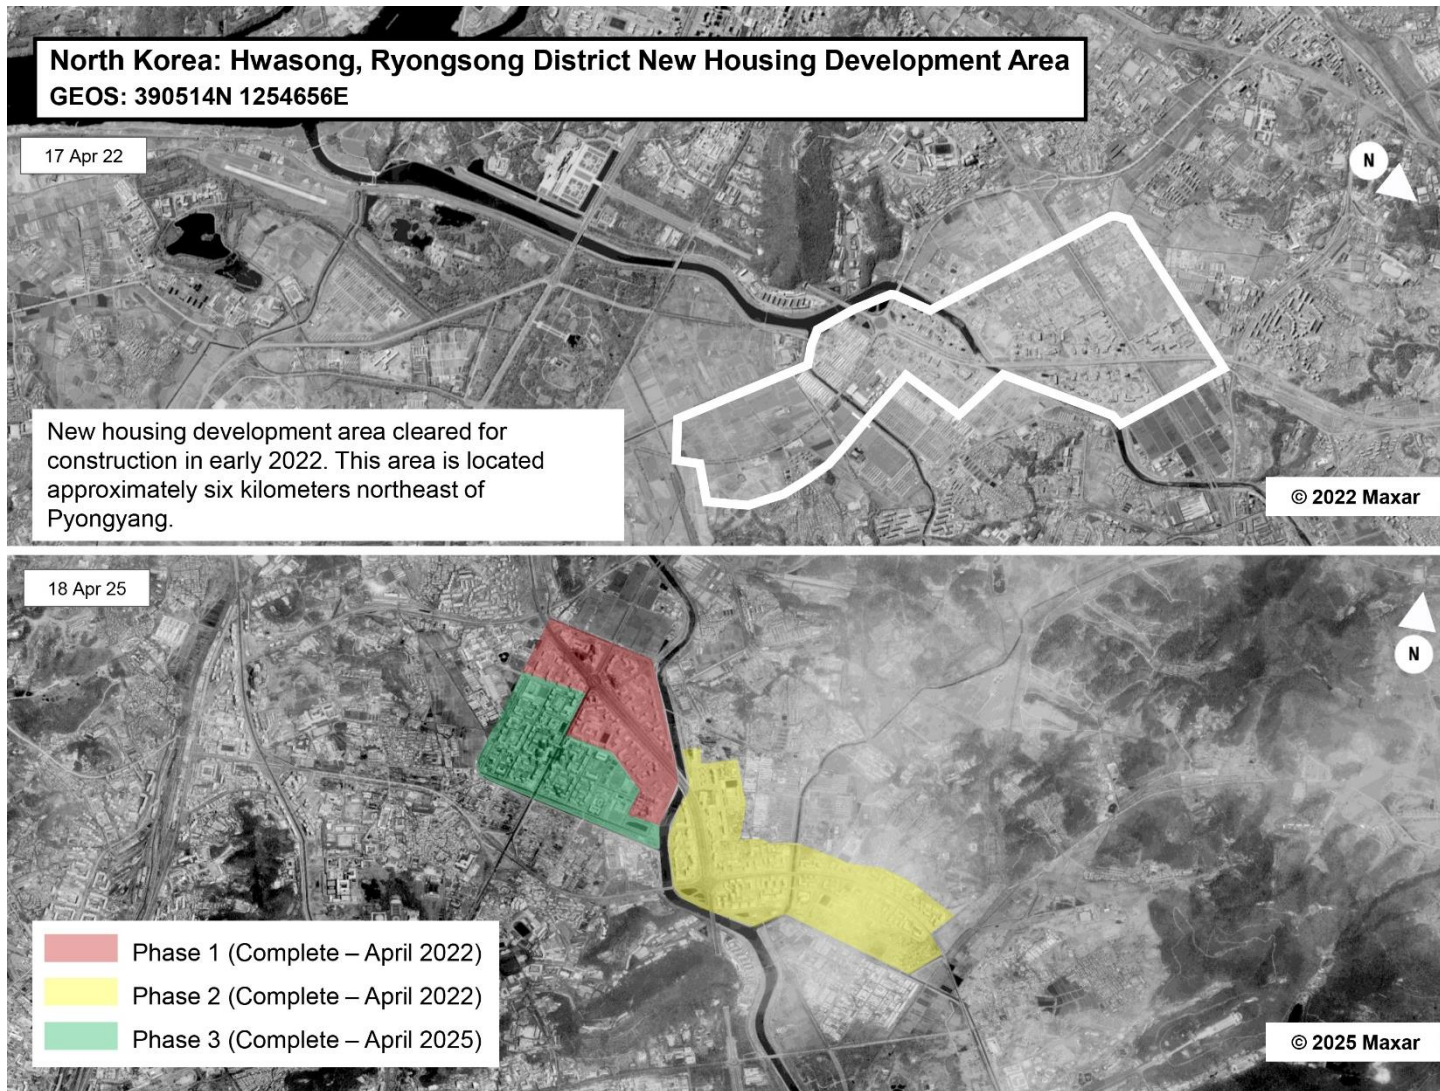 North Korea: Hwasong, Ryongsong District New Housing Development Area
GEOS: 390514N 1254656E
17 Apr 22
N
New housing development area cleared for
construction in early 2022. This area is located
approximately six kilometers northeast of
Pyongyang.
© 2022 Maxar
18 Apr 25
N
Phase 1 (Complete – April 2022)
Phase 2 (Complete – April 2022)
Phase 3 (Complete – April 2025)
© 2025 Maxar